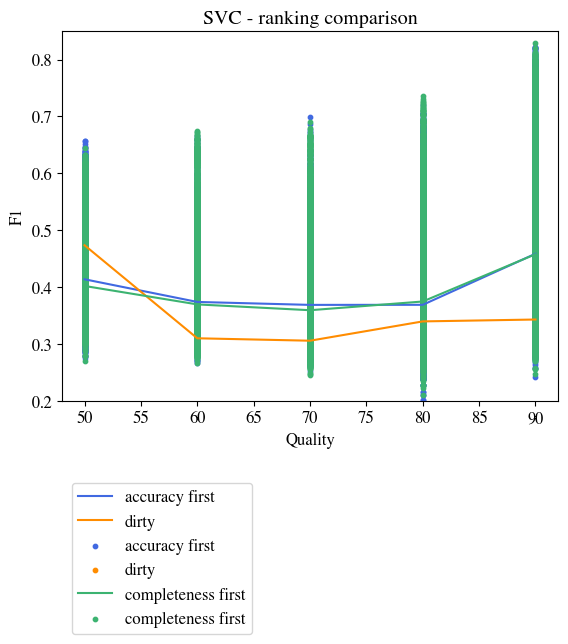 SVC - ranking comparison
0.8
0.7
0.6
0.5
0.4
0.3
0.2
F1
50 55 60 65 70 75 80 85 90
Quality
accuracy first
dirty
accuracy first
dirty
completeness first
completeness first